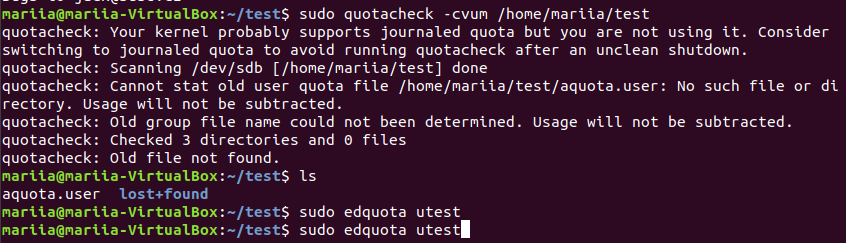 mariia@mariia-VirtualBox:~/test$ sudo quotacheck -cvum /home/mariia/test
quotacheck: Your kernel probably supports journaled quota but you are not using it. Consider
switching to journaled quota to avoid running quotacheck after an unclean shutdown.
quotacheck: Scanning /dev/sdb [/home/mariia/test] done
quotacheck: Cannot stat old user quota file /home/mariia/test/aquota.user: No such file or di
rectory. Usage will not be subtracted.
quotacheck: Old group file name could not been determined. Usage will not be subtracted.
quotacheck: Checked 3 directories and 0 files
quotacheck: Old file not found.
mariia@mariia-VirtualBox:~/test$ ls
aquota.user  lost+found
mariia@mariia-VirtualBox:~/test$ sudo edquota utest
mariia@mariia-VirtualBox:~/test$ sudo edquota utest